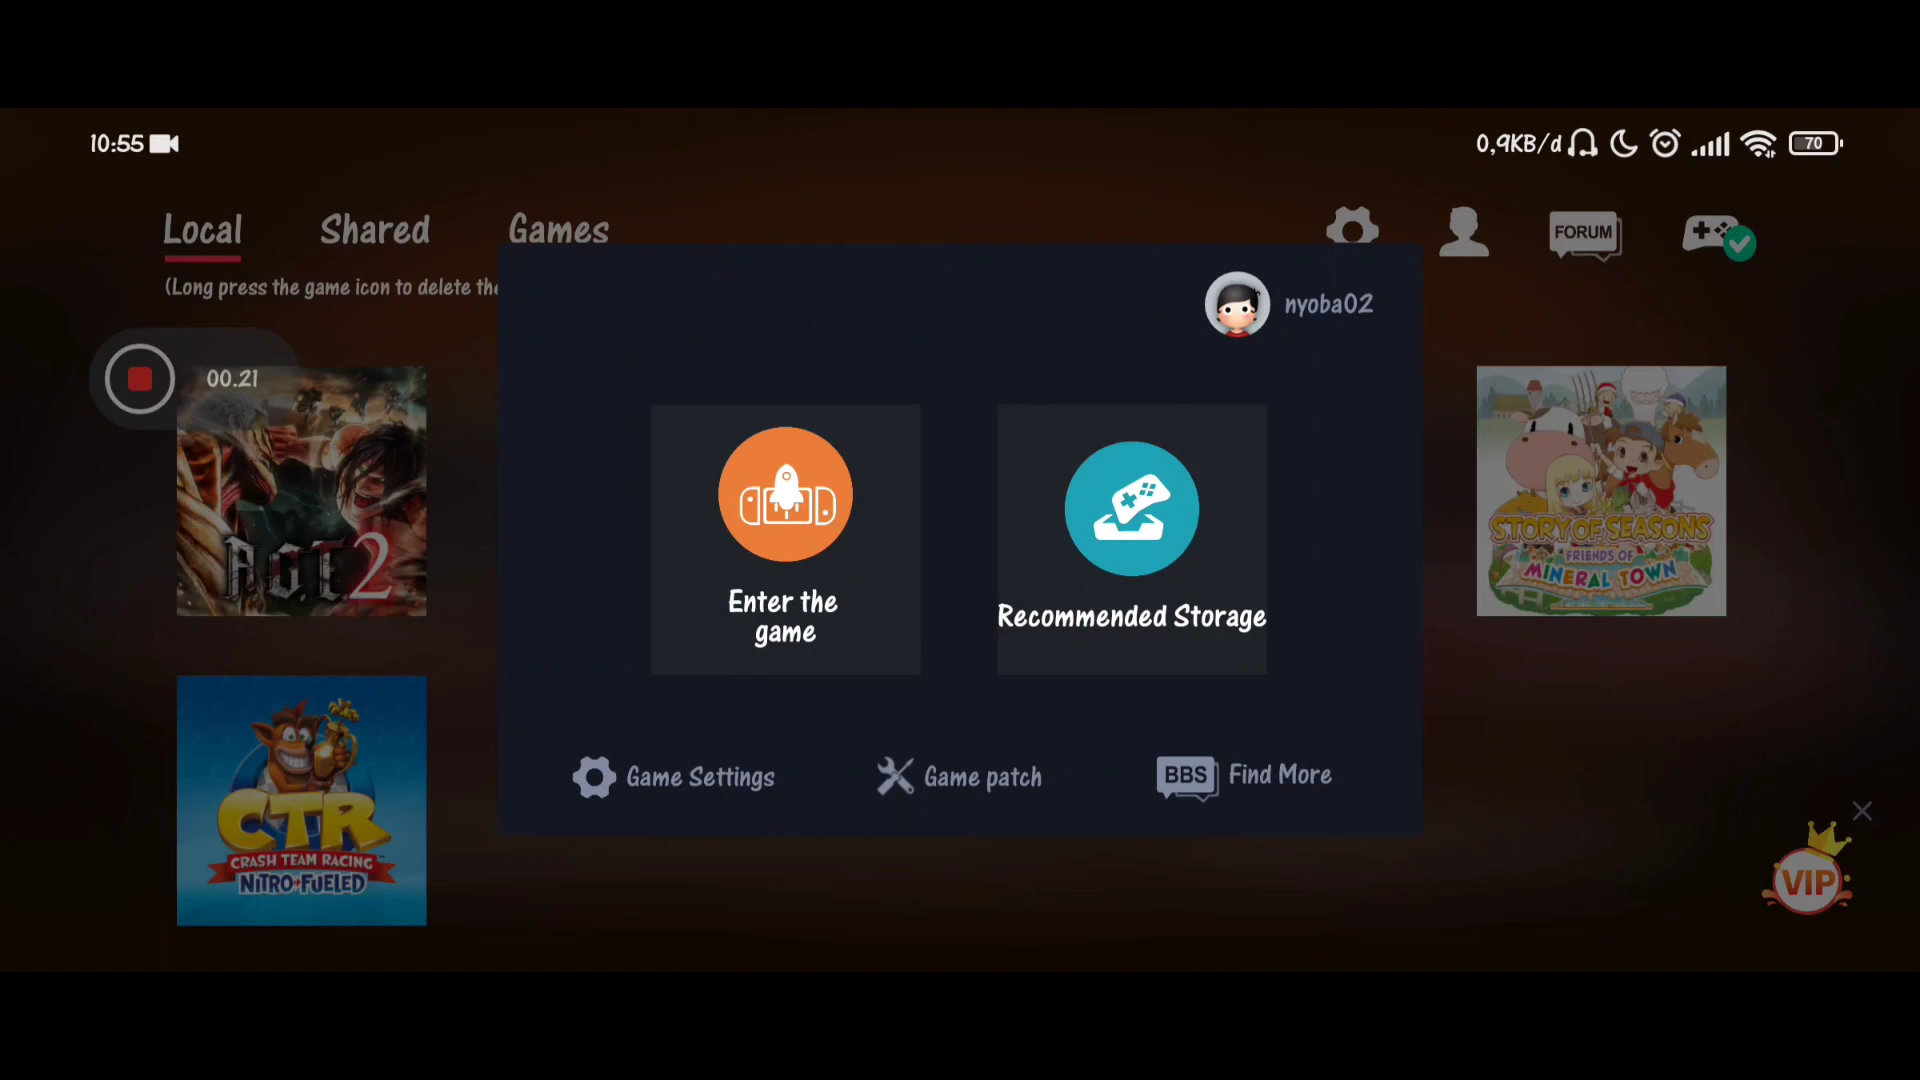 10:55
0,9KB/d
70
Local
Shared
Games
FORUM
(Long press the game icon to delete the
nyoba02
00.21
A.O.T.2
Enter the
game
Recommended Storage
STORY OF SEASONS
FRIENDS OF
MINERAL TOWN
CTR
CRASH TEAM RACING
NITRO-FUELED
Game Settings
Game patch
BBS
Find More
VIP